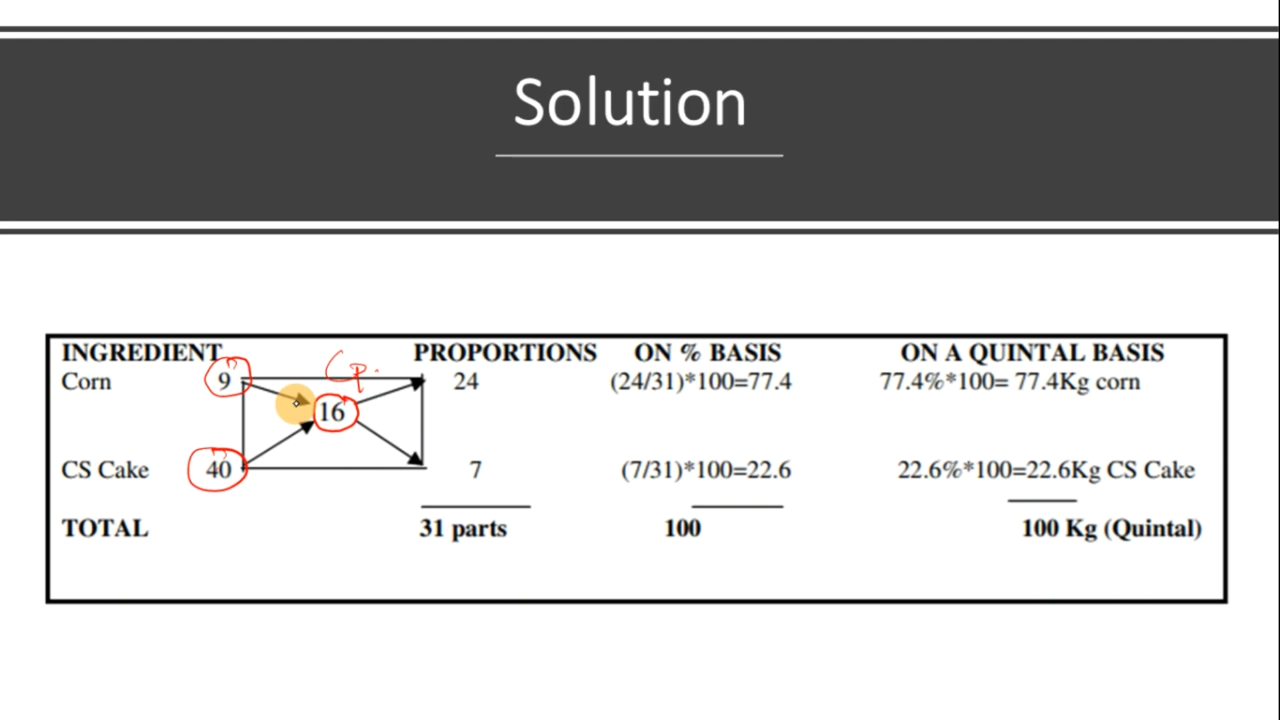 Solution
INGREDIENT PROPORTIONS ON % BASIS ON A QUINTAL BASIS
Cp.
Corn 9 24 (24/31)*100=77.4 77.4%*100= 77.4Kg corn
16
CS Cake 40 7 (7/31)*100=22.6 22.6%*100=22.6Kg CS Cake
TOTAL 31 parts 100 100 Kg (Quintal)